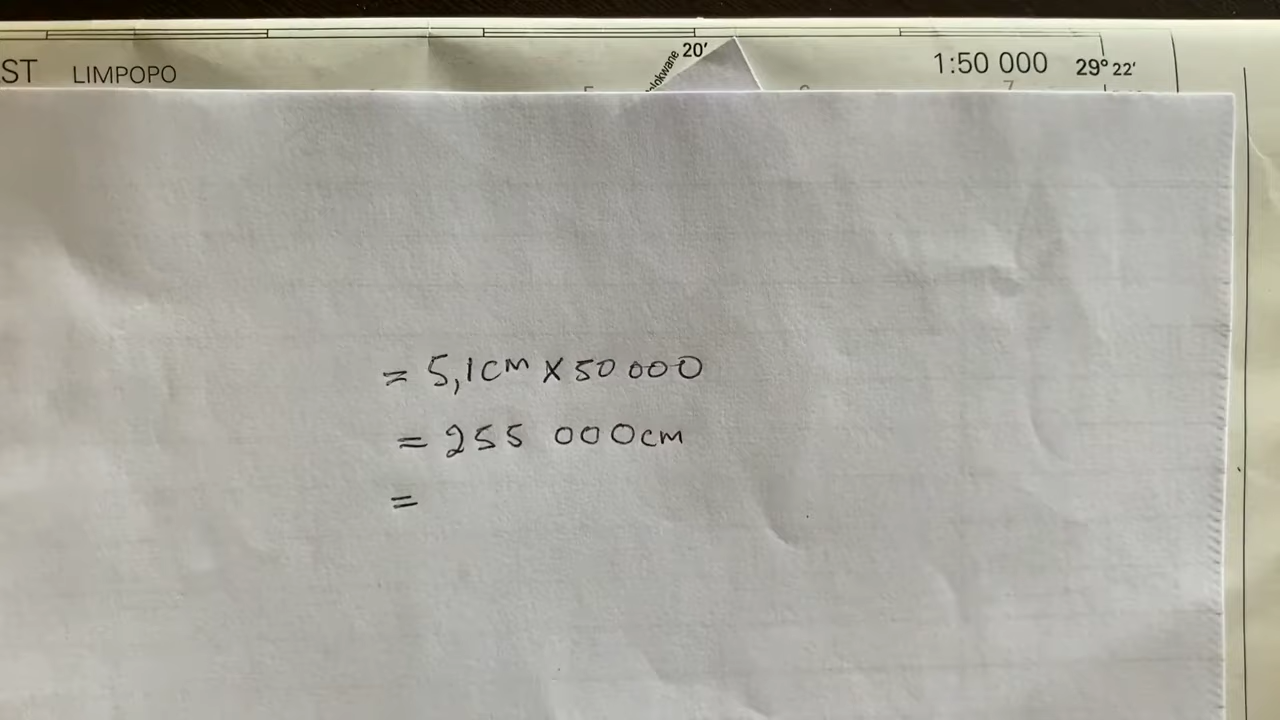 20'
ST LIMPOPO 1:50 000 29° 22'
= 5,1cm x 50 000
= 255 000cm
=